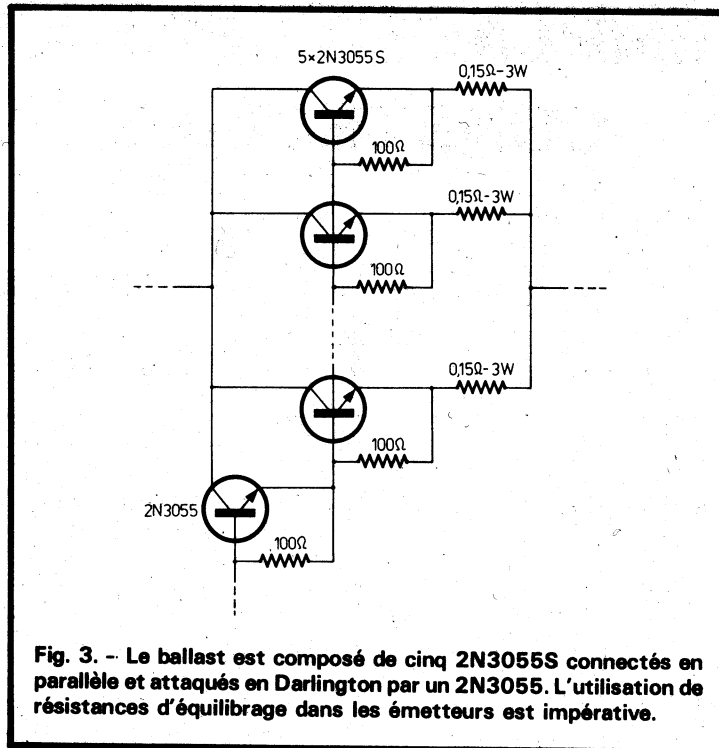 5×2N3055S
0,15Ω-3W
100Ω
0,15Ω-3W
100Ω
0,15Ω-3W
100Ω
2N3055
100Ω
Fig. 3. - Le ballast est composé de cinq 2N3055S connectés en
parallèle et attaqués en Darlington par un 2N3055. L'utilisation de
résistances d'équilibrage dans les émetteurs est impérative.